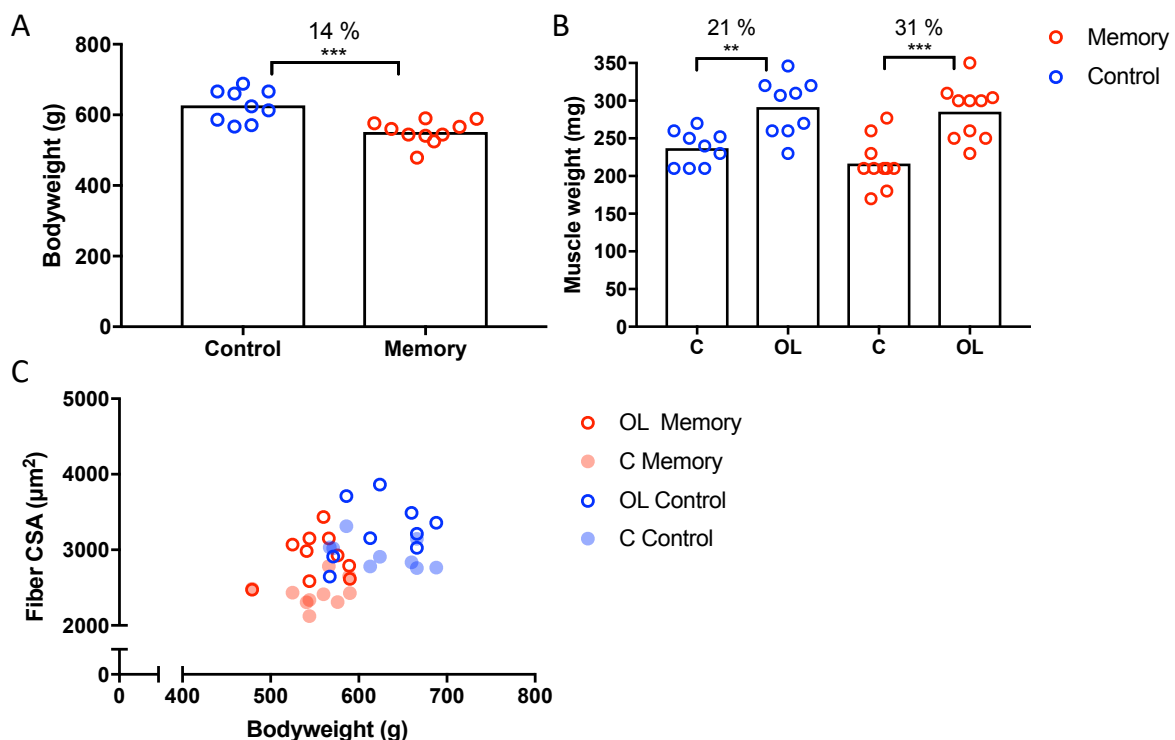 A
14 %
***
Bodyweight (g)
800
600
400
200
0
Control
Memory
B
21 %
**
31 %
***
Muscle weight (mg)
350
300
250
200
150
100
50
0
C
OL
C
OL
Memory
Control
C
Fiber CSA (µm²)
5000
4000
3000
2000
0
0
400
500
600
700
800
Bodyweight (g)
OL Memory
C Memory
OL Control
C Control